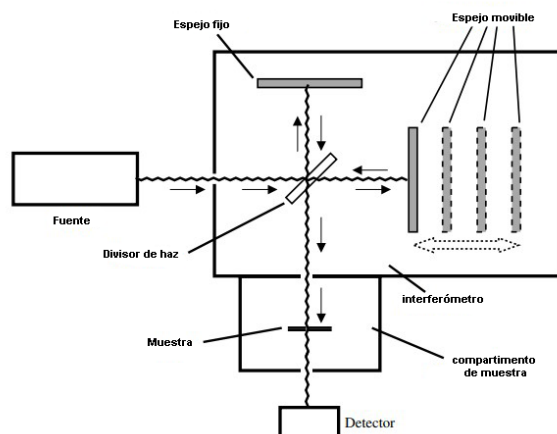 Espejo fijo
Espejo movible
Fuente
Divisor de haz
interferómetro
Muestra
compartimento
de muestra
Detector